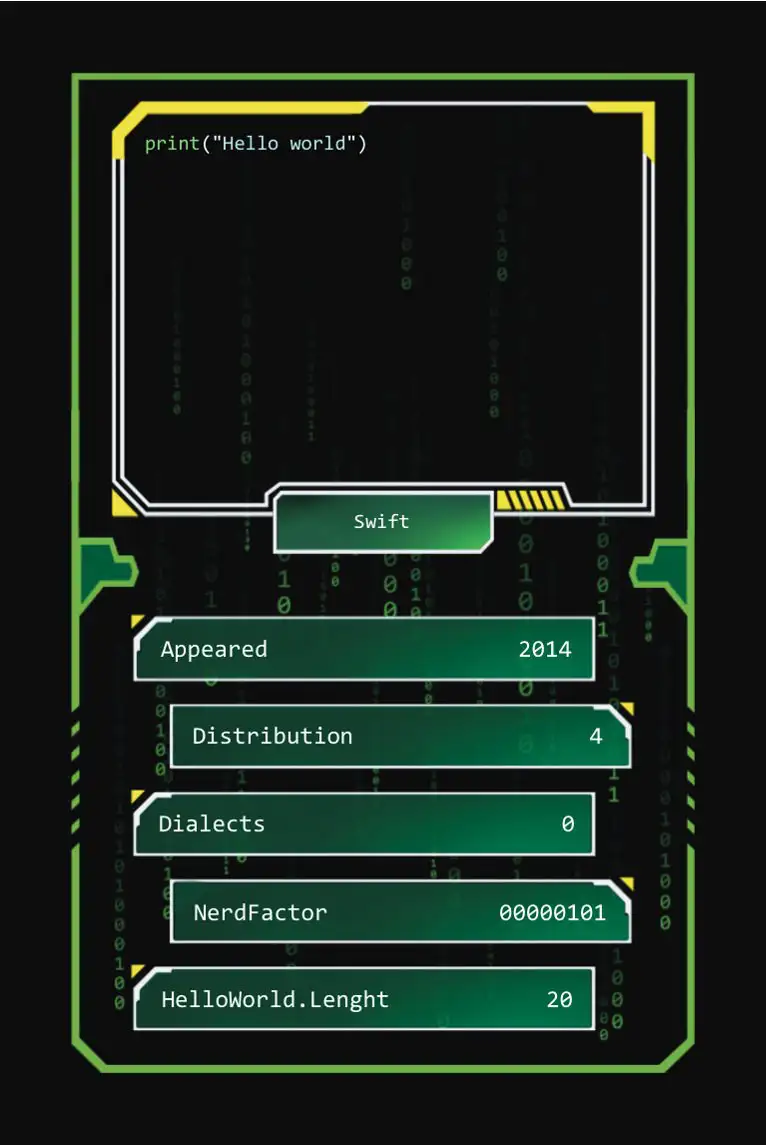 print("Hello world")
Swift
Appeared 2014
Distribution 4
Dialects 0
NerdFactor 00000101
HelloWorld.Lenght 20